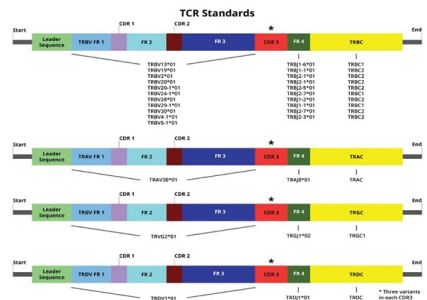 TCR Standards
Start
CDR 1
CDR 2
*
End
Leader Sequence
TRBV FR 1
FR 2
FR 3
CDR 3
FR 4
TRBC
TRBV13*01
TRBV19*01
TRBV2*01
TRBV20*01
TRBV20-1*01
TRBV24-1*01
TRBV28*01
TRBV29-1*01
TRBV30*01
TRBV4-1*01
TRBV5-1*01
TRBJ1-6*01
TRBJ1-1*01
TRBJ2-1*01
TRBJ2-1*01
TRBJ2-5*01
TRBJ2-7*01
TRBJ1-2*01
TRBJ1-1*01
TRBJ2-7*01
TRBJ2-3*01
TRBC1
TRBC1
TRBC2
TRBC2
TRBC2
TRBC2
TRBC1
TRBC1
TRBC2
TRBC2
Start
CDR 1
CDR 2
*
End
Leader Sequence
TRAV FR 1
FR 2
FR 3
CDR 3
FR 4
TRAC
TRAV30*01
TRAJ8*01
TRAC
Start
CDR 1
CDR 2
*
End
Leader Sequence
TRGV FR 1
FR 2
FR 3
CDR 3
FR 4
TRGC
TRVG2*01
TRGJ1*02
TRGC1
Start
CDR 1
CDR 2
*
End
Leader Sequence
TRDV FR 1
FR 2
FR 3
CDR 3
FR 4
TRDC
TRDV1*01
TRDJ1*01
TRDC
* Three variants
in each CDR3